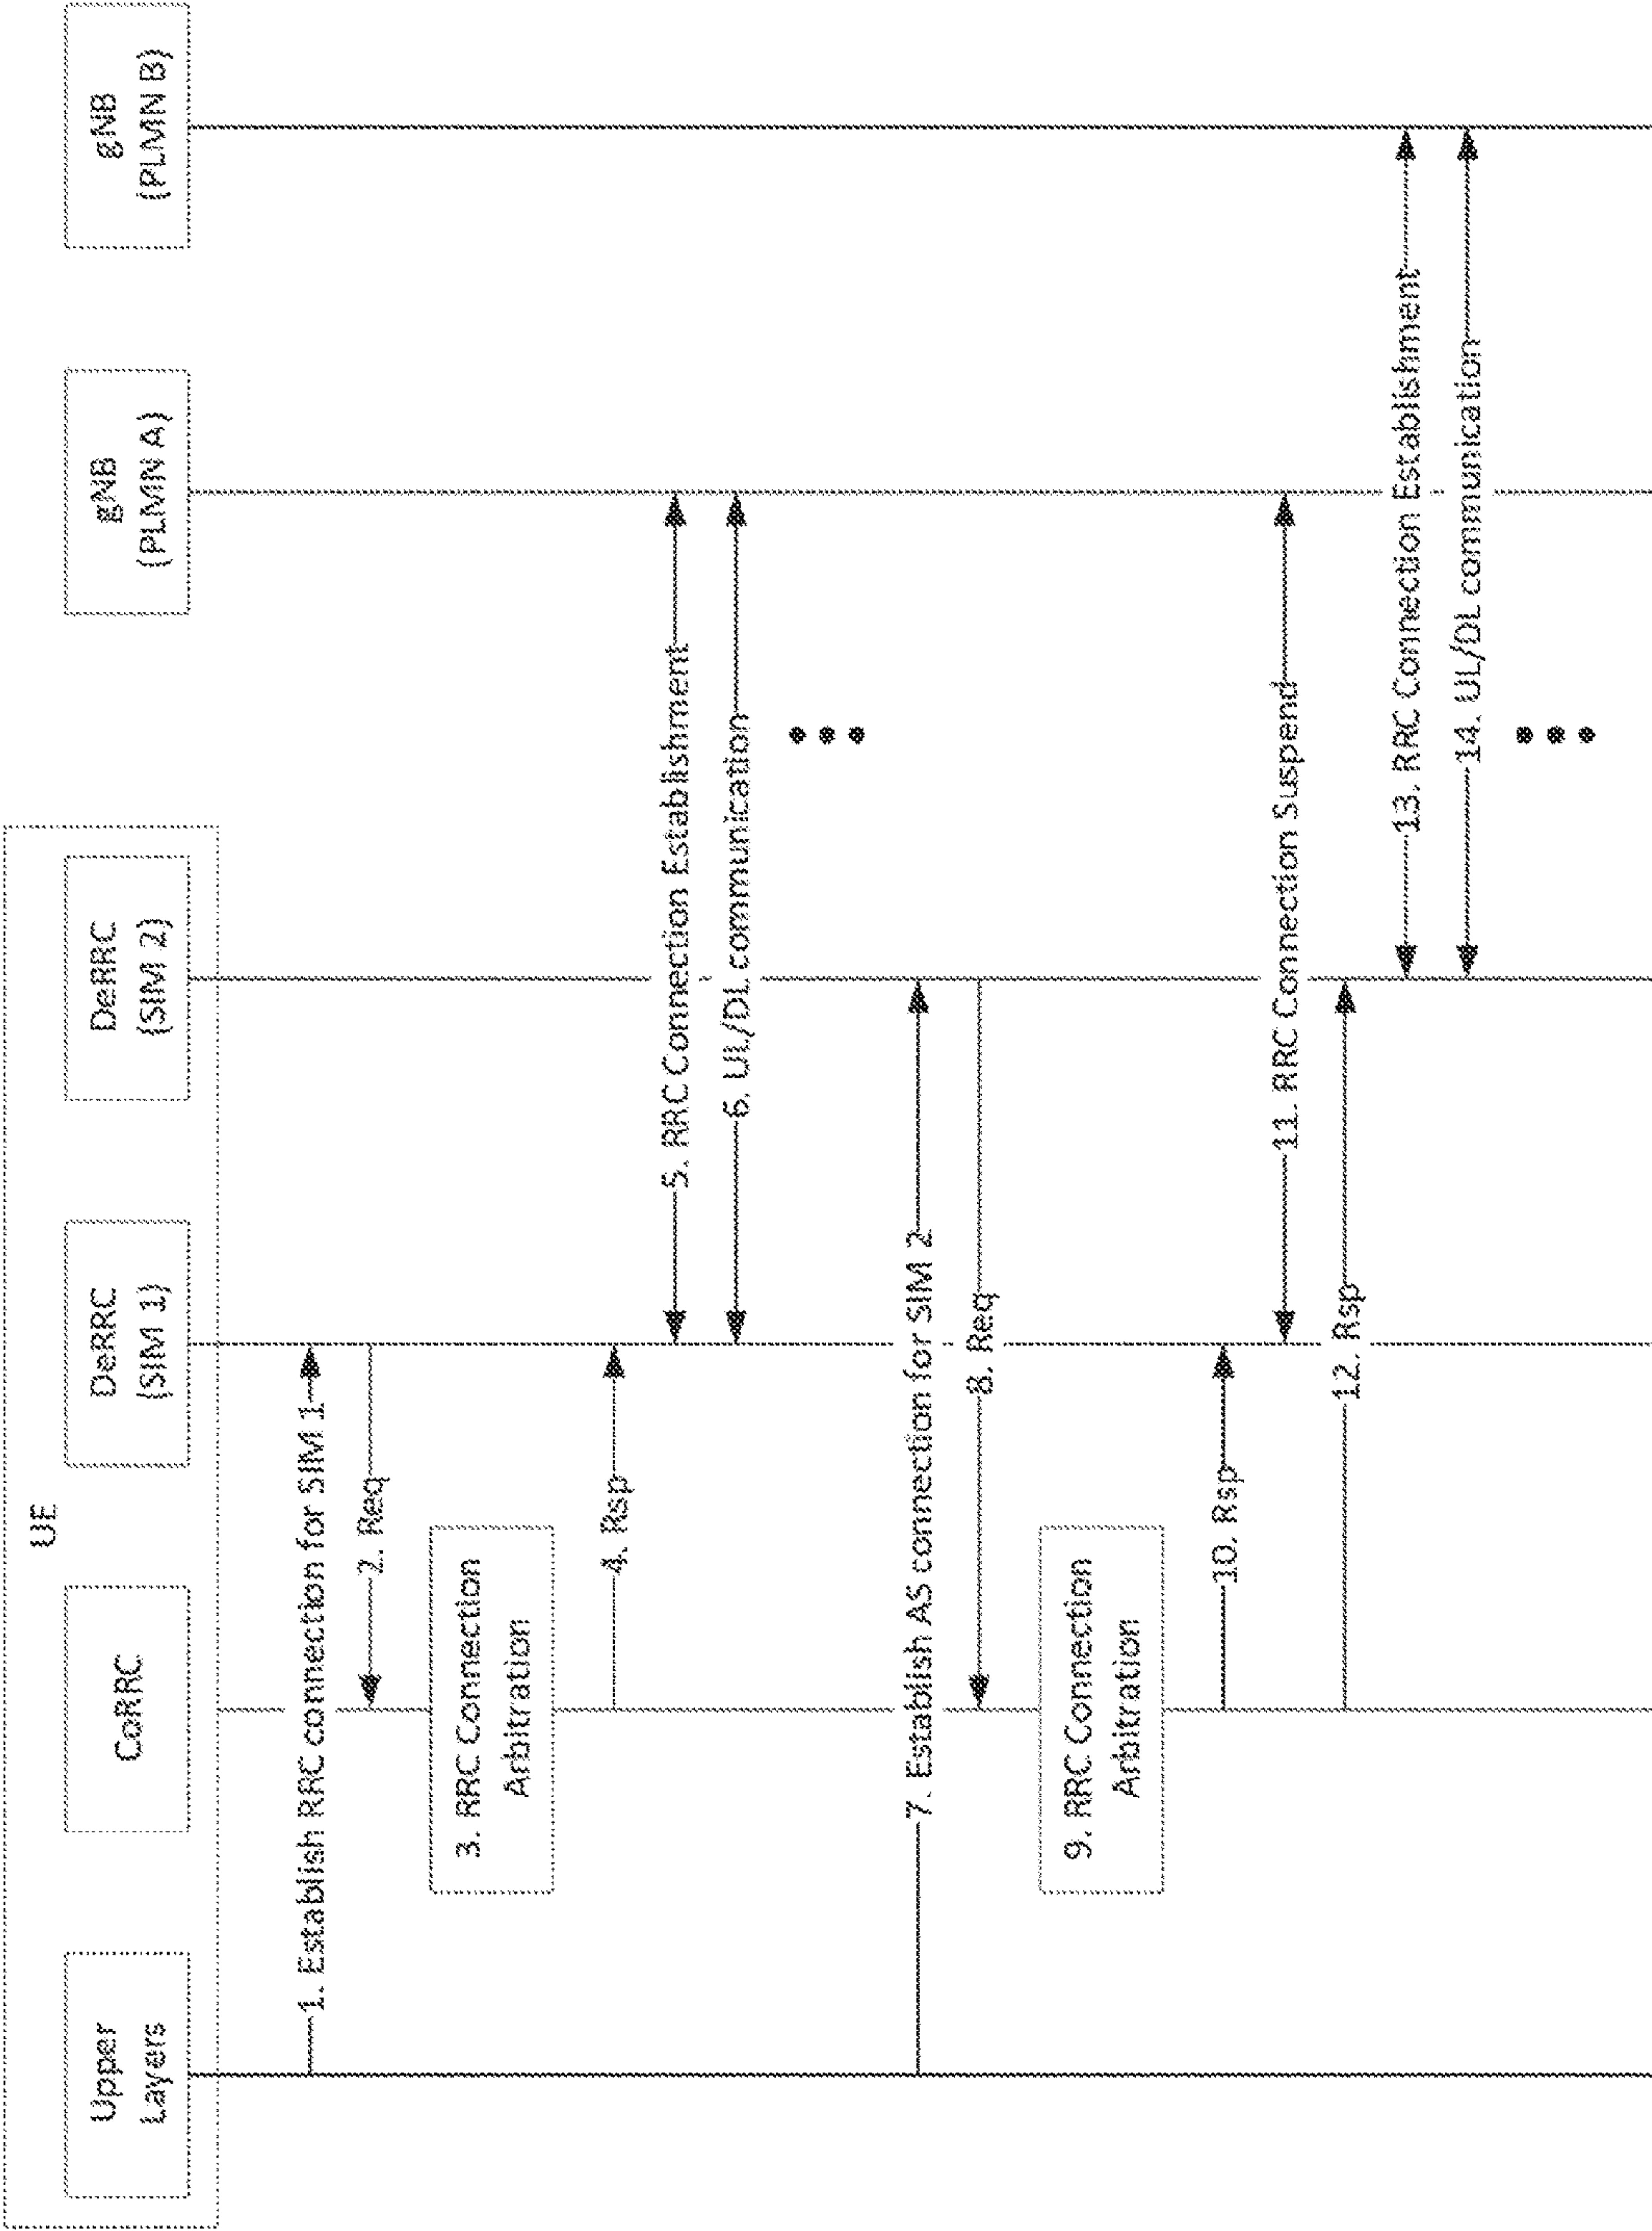 UE
Upper
Layers
CoRRC
DeRRC
(SIM 1)
DeRRC
(SIM 2)
gNB
(PLMN A)
gNB
(PLMN B)
1. Establish RRC connection for SIM 1
2. Req
3. RRC Connection
Arbitration
4. Rsp
5. RRC Connection Establishment
6. UL/DL communication
7. Establish AS connection for SIM 2
8. Req
9. RRC Connection
Arbitration
10. Rsp
11. RRC Connection Suspend
12. Rsp
13. RRC Connection Establishment
14. UL/DL communication